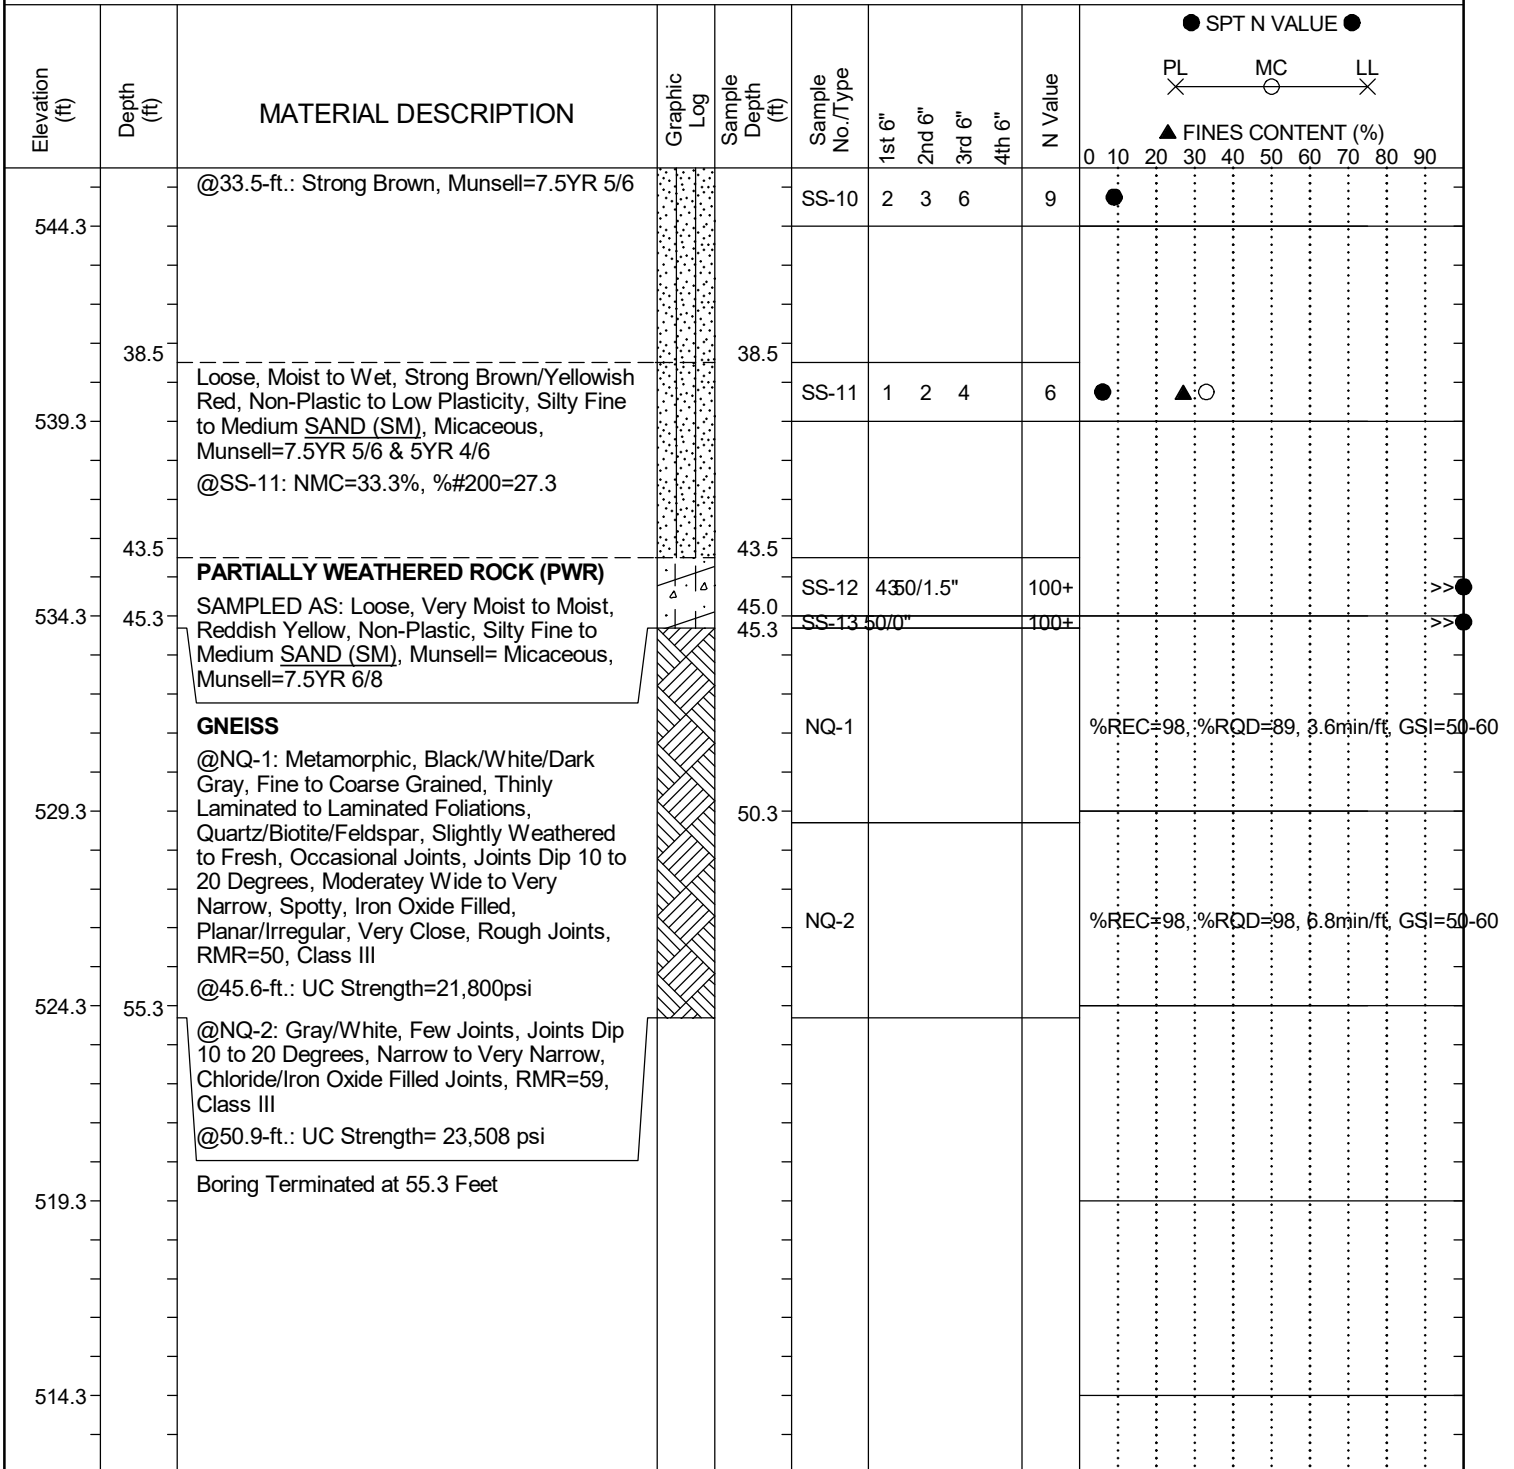 ● SPT N VALUE ●
PL MC LL
▲ FINES CONTENT (%)
0 10 20 30 40 50 60 70 80 90
Elevation (ft)
Depth (ft)
MATERIAL DESCRIPTION
Graphic Log
Sample Depth (ft)
Sample No./Type
1st 6"
2nd 6"
3rd 6"
4th 6"
N Value
@33.5-ft.: Strong Brown, Munsell=7.5YR 5/6
SS-10 2 3 6 9
544.3
38.5 38.5
Loose, Moist to Wet, Strong Brown/Yellowish
Red, Non-Plastic to Low Plasticity, Silty Fine
to Medium SAND (SM), Micaceous,
Munsell=7.5YR 5/6 & 5YR 4/6
SS-11 1 2 4 6
539.3
@SS-11: NMC=33.3%, %#200=27.3
43.5 43.5
PARTIALLY WEATHERED ROCK (PWR)
SS-12 43 50/1.5" 100+ >>
SAMPLED AS: Loose, Very Moist to Moist,
Reddish Yellow, Non-Plastic, Silty Fine to
Medium SAND (SM), Munsell= Micaceous,
Munsell=7.5YR 6/8
534.3 45.3 45.0
45.3 SS-13 50/0" 100+ >>
GNEISS
NQ-1 %REC=98, %RQD=89, 3.6min/ft, GSI=50-60
@NQ-1: Metamorphic, Black/White/Dark
Gray, Fine to Coarse Grained, Thinly
Laminated to Laminated Foliations,
Quartz/Biotite/Feldspar, Slightly Weathered
to Fresh, Occasional Joints, Joints Dip 10 to
20 Degrees, Moderatey Wide to Very
Narrow, Spotty, Iron Oxide Filled,
Planar/Irregular, Very Close, Rough Joints,
RMR=50, Class III
529.3 50.3
NQ-2 %REC=98, %RQD=98, 6.8min/ft, GSI=50-60
@45.6-ft.: UC Strength=21,800psi
524.3 55.3
@NQ-2: Gray/White, Few Joints, Joints Dip
10 to 20 Degrees, Narrow to Very Narrow,
Chloride/Iron Oxide Filled Joints, RMR=59,
Class III
@50.9-ft.: UC Strength= 23,508 psi
Boring Terminated at 55.3 Feet
519.3
514.3